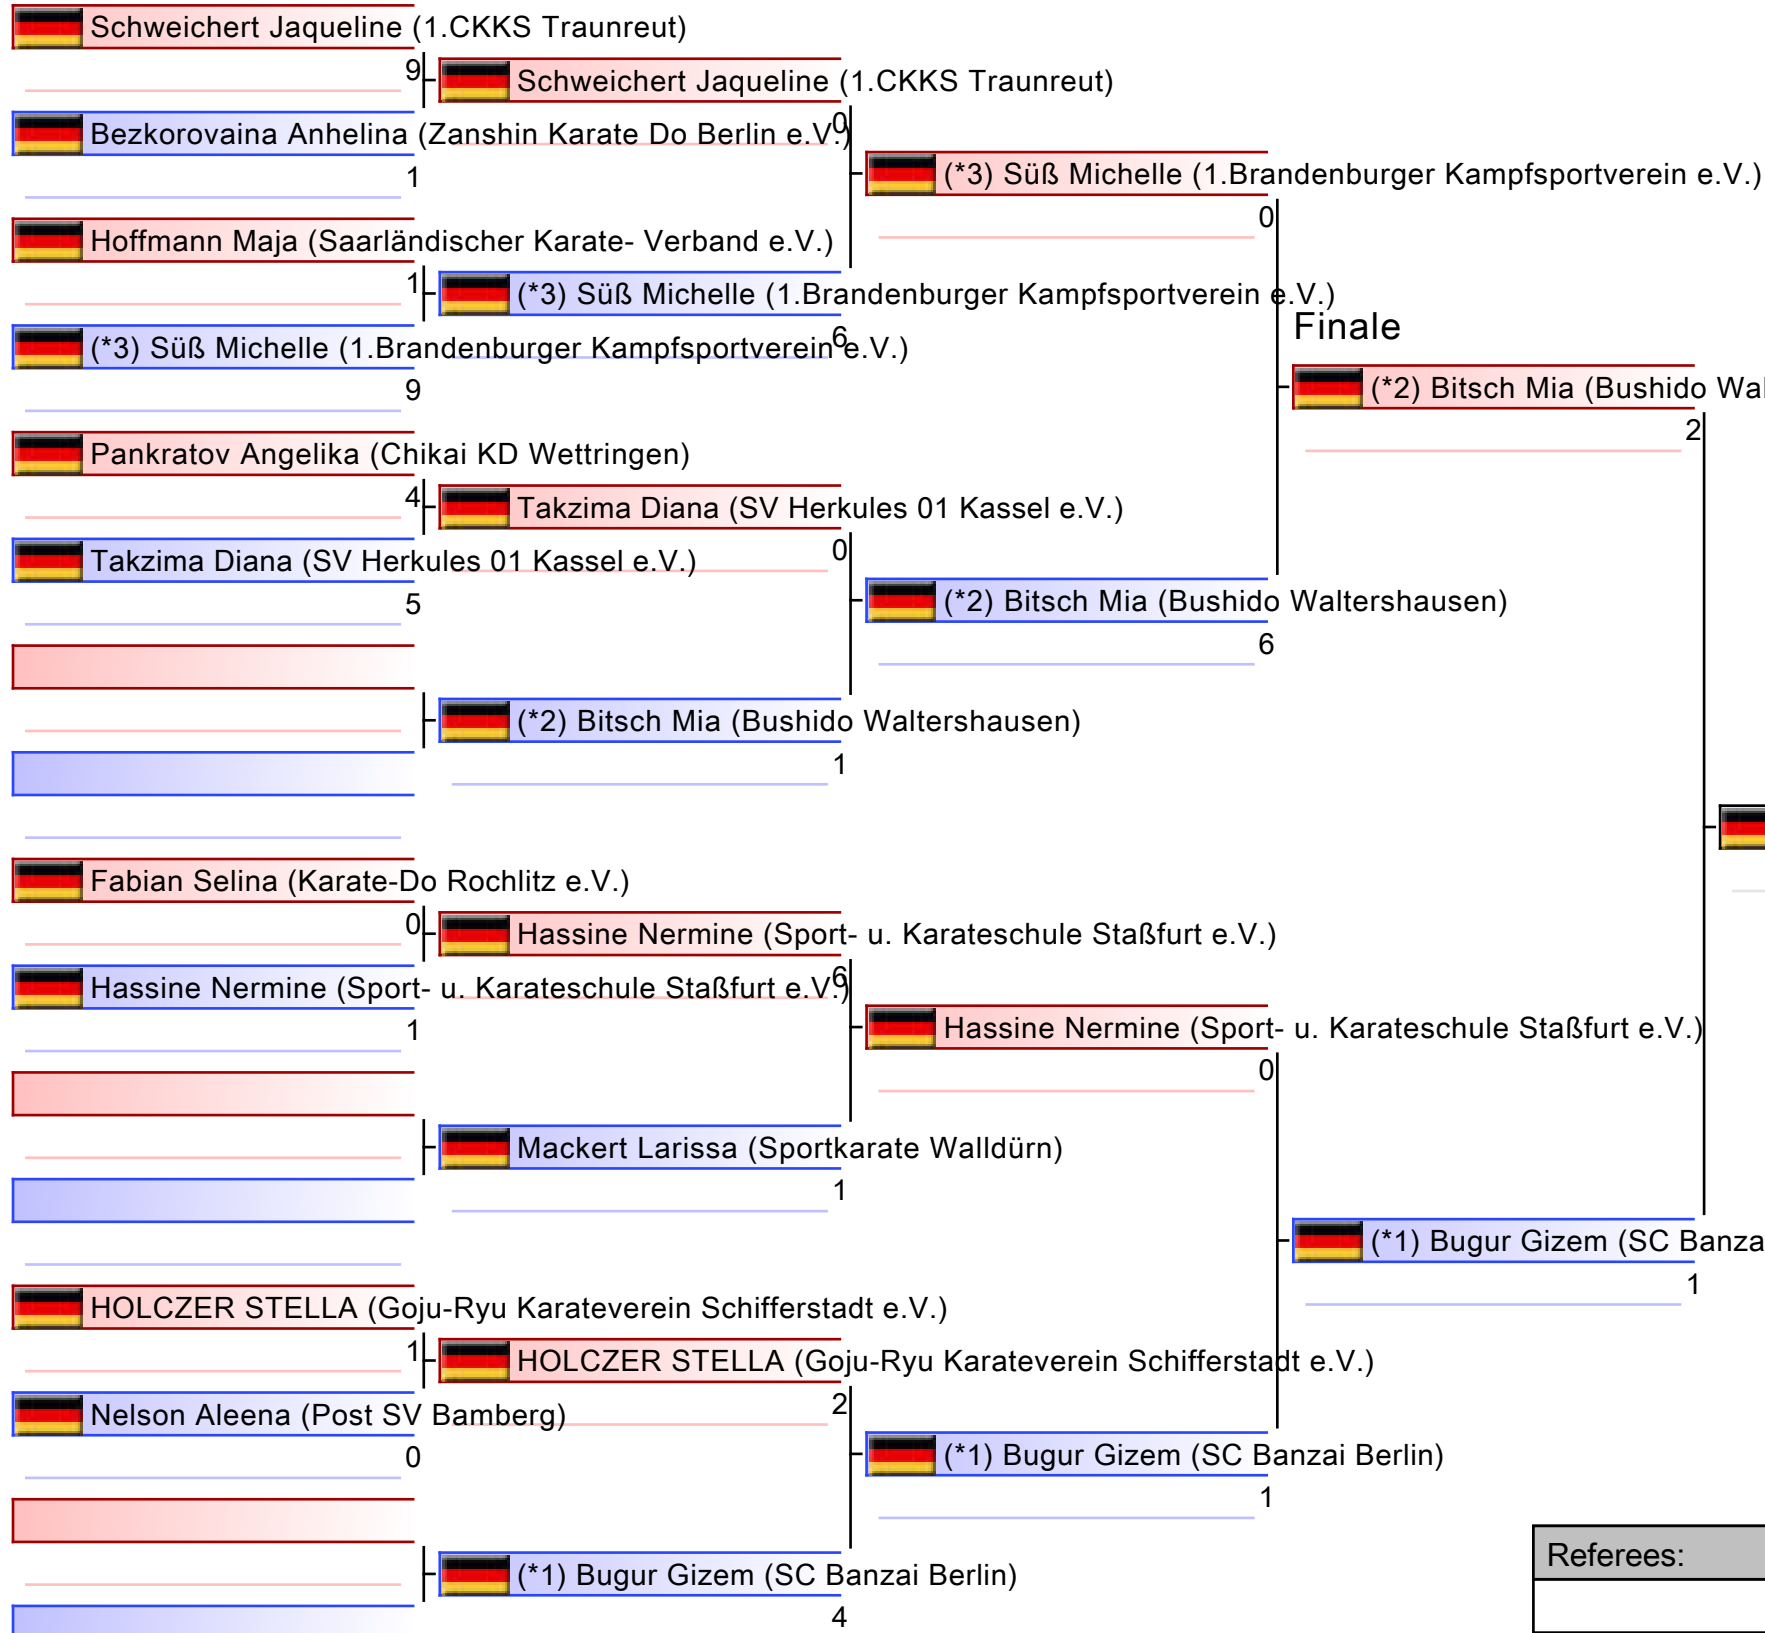 Schweichert Jaqueline (1.CKKS Traunreut)
9
Schweichert Jaqueline (1.CKKS Traunreut)
0
Bezkorovaina Anhelina (Zanshin Karate Do Berlin e.V.)
1
(*3) Süß Michelle (1.Brandenburger Kampfsportverein e.V.)
0
Hoffmann Maja (Saarländischer Karate- Verband e.V.)
1
(*3) Süß Michelle (1.Brandenburger Kampfsportverein e.V.)
6
(*3) Süß Michelle (1.Brandenburger Kampfsportverein e.V.)
9
Finale
(*2) Bitsch Mia (Bushido Wal
2
Pankratov Angelika (Chikai KD Wettringen)
4
Takzima Diana (SV Herkules 01 Kassel e.V.)
0
Takzima Diana (SV Herkules 01 Kassel e.V.)
5
(*2) Bitsch Mia (Bushido Waltershausen)
6
(*2) Bitsch Mia (Bushido Waltershausen)
1
Fabian Selina (Karate-Do Rochlitz e.V.)
0
Hassine Nermine (Sport- u. Karateschule Staßfurt e.V.)
6
Hassine Nermine (Sport- u. Karateschule Staßfurt e.V.)
1
Hassine Nermine (Sport- u. Karateschule Staßfurt e.V.)
0
Mackert Larissa (Sportkarate Walldürn)
1
(*1) Bugur Gizem (SC Banza
1
HOLCZER STELLA (Goju-Ryu Karateverein Schifferstadt e.V.)
1
HOLCZER STELLA (Goju-Ryu Karateverein Schifferstadt e.V.)
2
Nelson Aleena (Post SV Bamberg)
0
(*1) Bugur Gizem (SC Banzai Berlin)
1
(*1) Bugur Gizem (SC Banzai Berlin)
4
Referees: